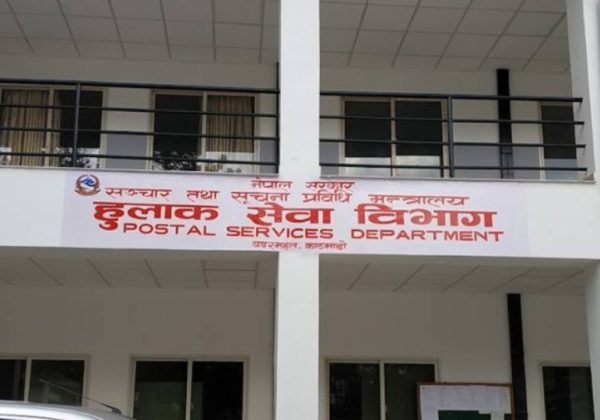 नेपाल सरकार
सञ्चार तथा सूचना प्रविधि मन्त्रालय
हुलाक सेवा विभाग
POSTAL SERVICES DEPARTMENT
बबरमहल, काठमाडौं